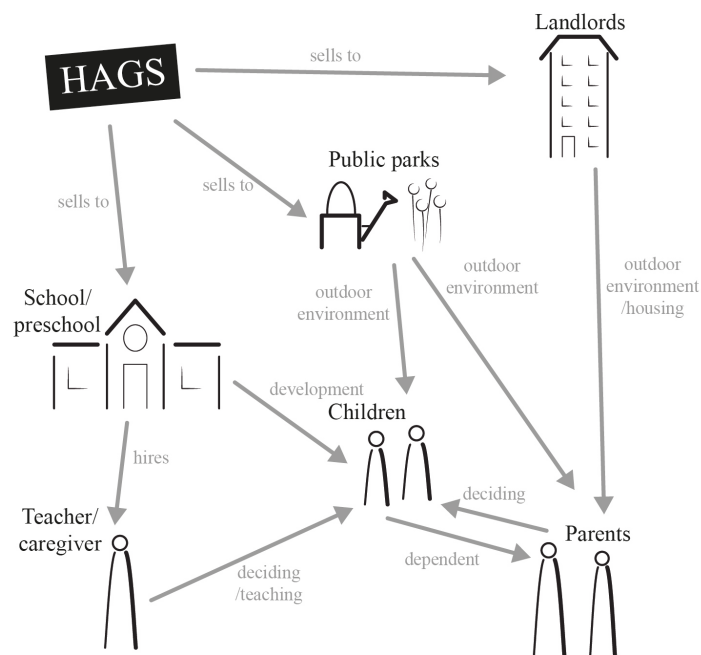 Landlords
HAGS
sells to
Public parks
sells to
sells to
outdoor
environment
outdoor
environment
outdoor
environment
/housing
School/
preschool
development
Children
hires
deciding
Teacher/
caregiver
Parents
dependent
deciding
/teaching